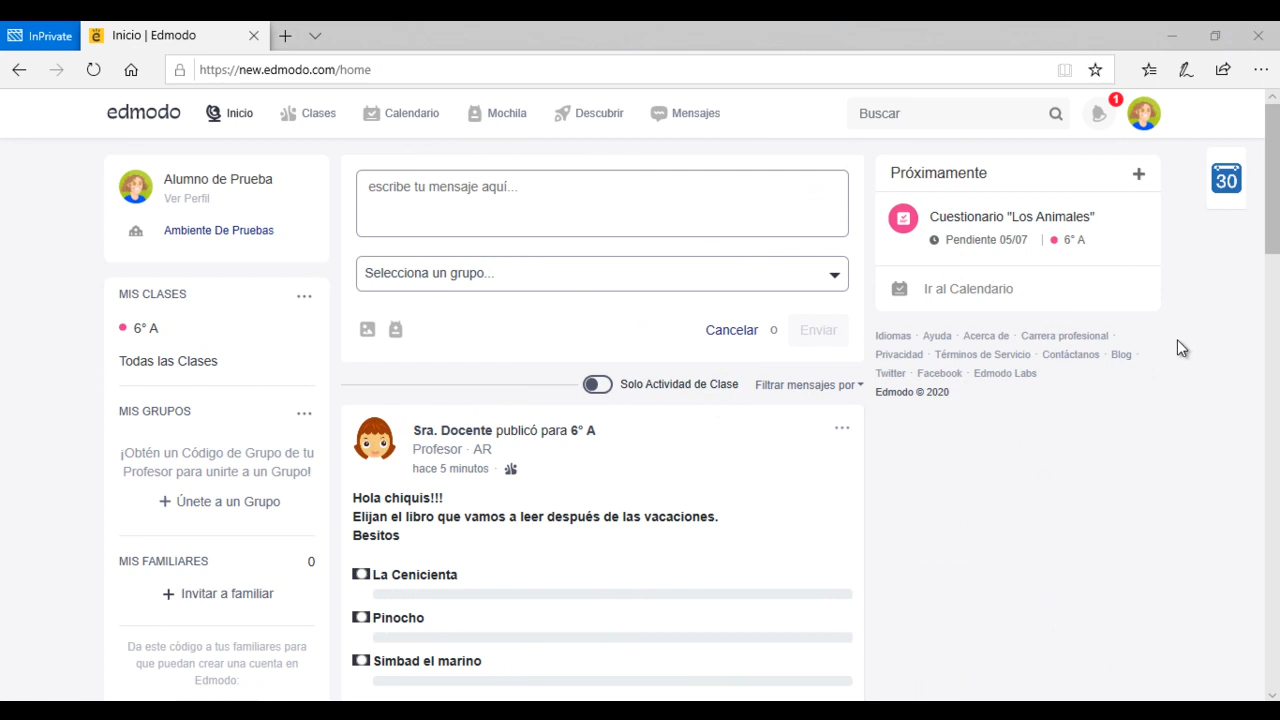 InPrivate
Inicio | Edmodo
https://new.edmodo.com/home
edmodo
Inicio
Clases
Calendario
Mochila
Descubrir
Mensajes
Buscar
1
Alumno de Prueba
Ver Perfil
Ambiente De Pruebas
MIS CLASES
6° A
Todas las Clases
MIS GRUPOS
¡Obtén un Código de Grupo de tu
Profesor para unirte a un Grupo!
+ Únete a un Grupo
MIS FAMILIARES 0
+ Invitar a familiar
Da este código a tus familiares para
que puedan crear una cuenta en
Edmodo:
escribe tu mensaje aquí...
Selecciona un grupo...
Cancelar o Enviar
Solo Actividad de Clase
Filtrar mensajes por
Sra. Docente publicó para 6° A
Profesor · AR
hace 5 minutos ·
Hola chiquis!!!
Elijan el libro que vamos a leer después de las vacaciones.
Besitos
La Cenicienta
Pinocho
Simbad el marino
Próximamente +
Cuestionario "Los Animales"
Pendiente 05/07 | 6° A
Ir al Calendario
Idiomas · Ayuda · Acerca de · Carrera profesional ·
Privacidad · Términos de Servicio · Contáctanos · Blog ·
Twitter · Facebook · Edmodo Labs
Edmodo © 2020
30